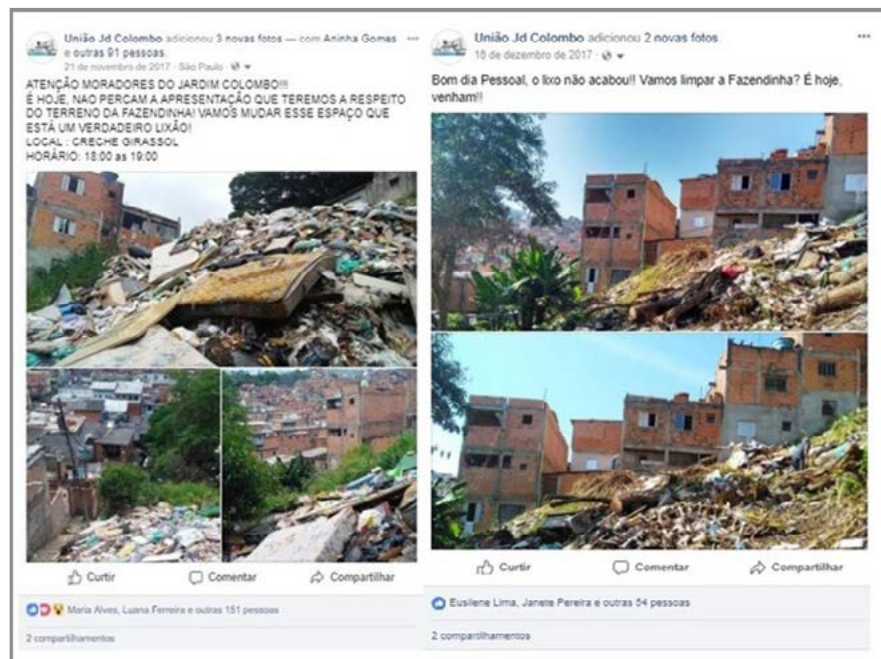 União Jd Colombo adicionou 3 novas fotos — com Aninha Gomes
e outras 91 pessoas.
21 de novembro de 2017 · São Paulo ·
ATENÇÃO MORADORES DO JARDIM COLOMBO!!!
É HOJE, NAO PERCAM A APRESENTAÇÃO QUE TEREMOS A RESPEITO
DO TERRENO DA FAZENDINHA! VAMOS MUDAR ESSE ESPAÇO QUE
ESTÁ UM VERDADEIRO LIXÃO!
LOCAL : CRECHE GIRASSOL
HORÁRIO: 18:00 as 19:00
Curtir Comentar Compartilhar
Maria Alves, Luana Ferreira e outras 151 pessoas
2 compartilhamentos
União Jd Colombo adicionou 2 novas fotos.
16 de dezembro de 2017 ·
Bom dia Pessoal, o lixo não acabou!! Vamos limpar a Fazendinha? É hoje,
venham!!
Curtir Comentar Compartilhar
Eusilene Lima, Janete Pereira e outras 54 pessoas
2 compartilhamentos